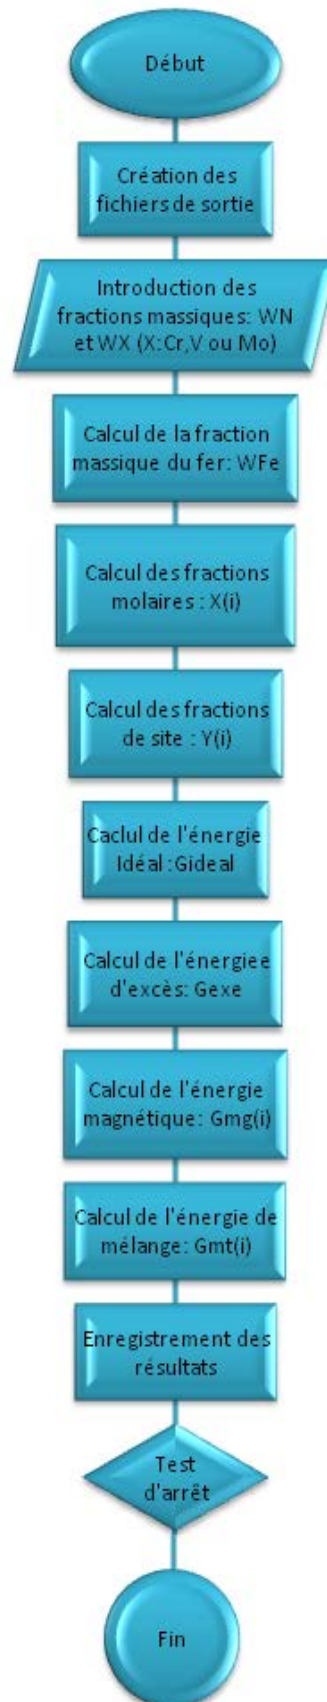 Début
Création des
fichiers de sortie
Introduction des
fractions massiques: WN
et WX (X:Cr,V ou Mo)
Calcul de la fraction
massique du fer: WFe
Calcul des fractions
molaires : X(i)
Calcul des fractions
de site : Y(i)
Caclul de l'énergie
Idéal :Gideal
Calcul de l'énergiee
d'excès: Gexe
Calcul de l'énergie
magnétique: Gmg(i)
Calcul de l'énergie de
mélange: Gmt(i)
Enregistrement des
résultats
Test
d'arrêt
Fin